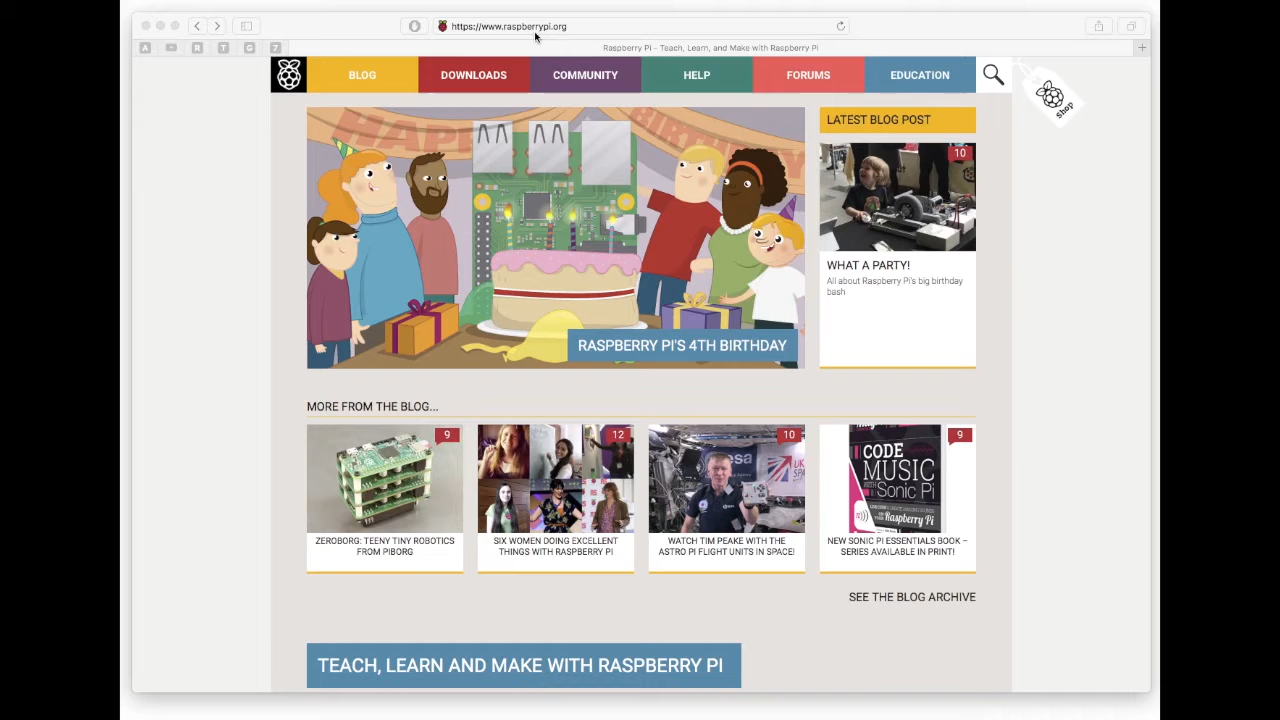 https://www.raspberrypi.org
A R T G 7
Raspberry Pi - Teach, Learn, and Make with Raspberry Pi
BLOG DOWNLOADS COMMUNITY HELP FORUMS EDUCATION
shop
HAPPY BIRTHDAY
RASPBERRY PI'S 4TH BIRTHDAY
LATEST BLOG POST
10
WHAT A PARTY!
All about Raspberry Pi's big birthday
bash
MORE FROM THE BLOG...
9
ZEROBORG: TEENY TINY ROBOTICS
FROM PIBORG
12
SIX WOMEN DOING EXCELLENT
THINGS WITH RASPBERRY PI
10
esa
WATCH TIM PEAKE WITH THE
ASTRO PI FLIGHT UNITS IN SPACE!
9
CODE
MUSIC
WITH Sonic Pi
Raspberry Pi
NEW SONIC PI ESSENTIALS BOOK –
SERIES AVAILABLE IN PRINT!
SEE THE BLOG ARCHIVE
TEACH, LEARN AND MAKE WITH RASPBERRY PI